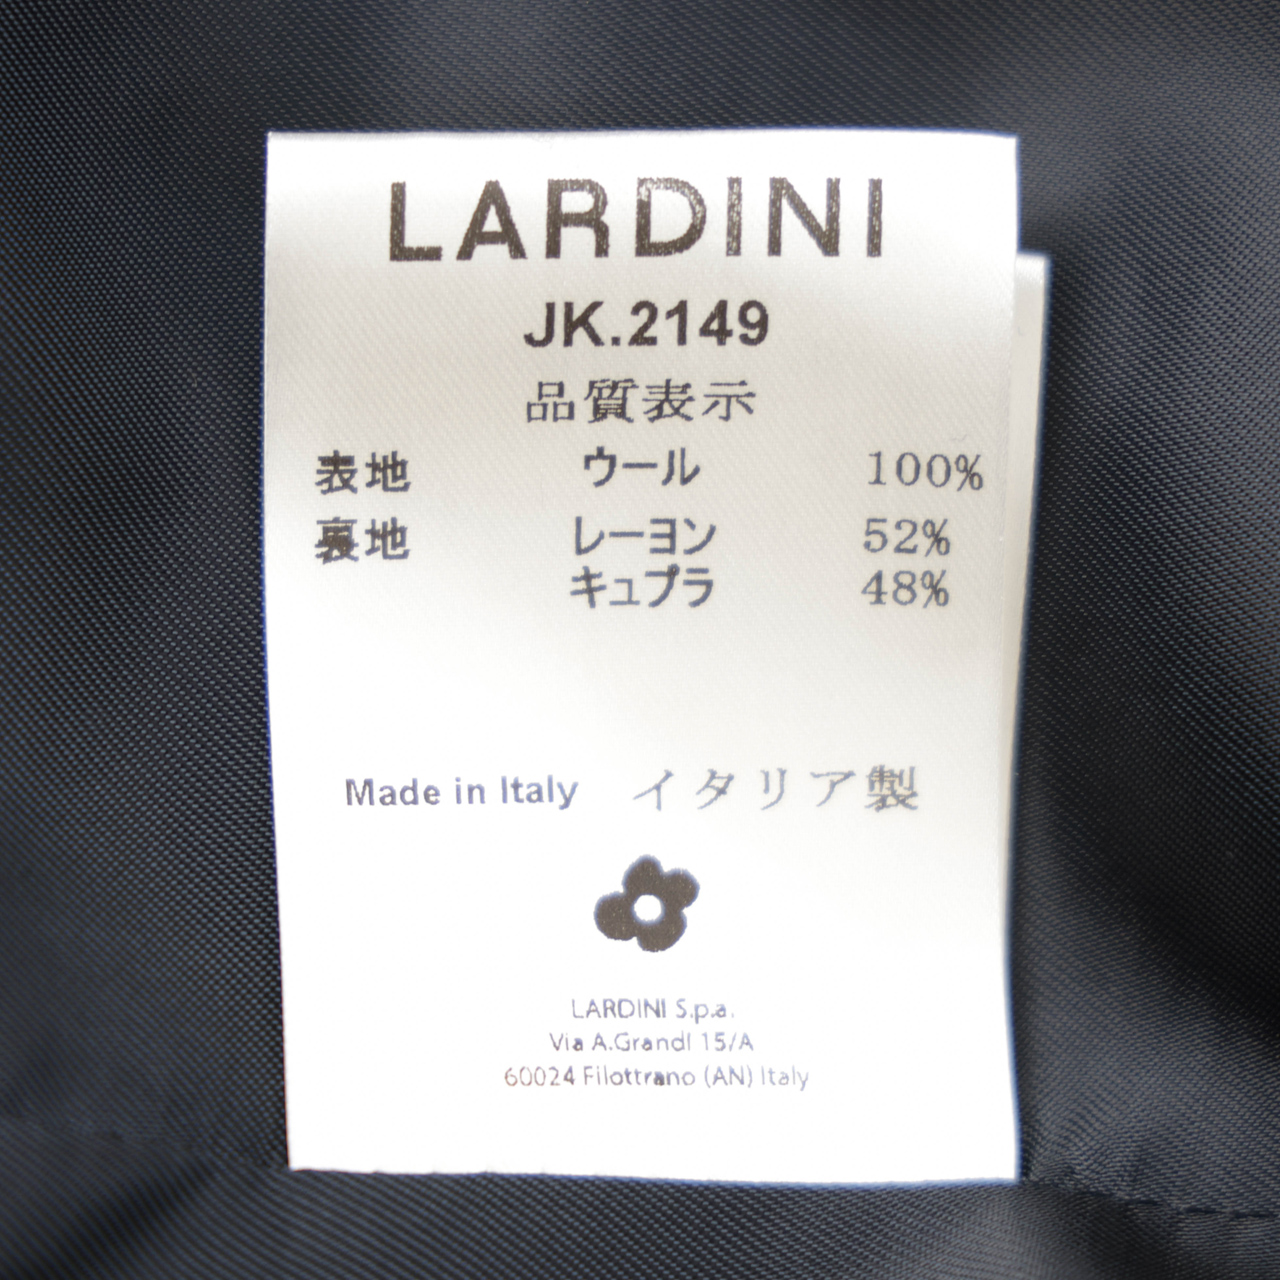 LARDINI
JK.2149
品質表示
表地 ウール 100%
裏地 レーヨン 52%
キュプラ 48%
Made in Italy イタリア製
LARDINI S.p.a.
Via A.Grandi 15/A
60024 Filottrano (AN) Italy